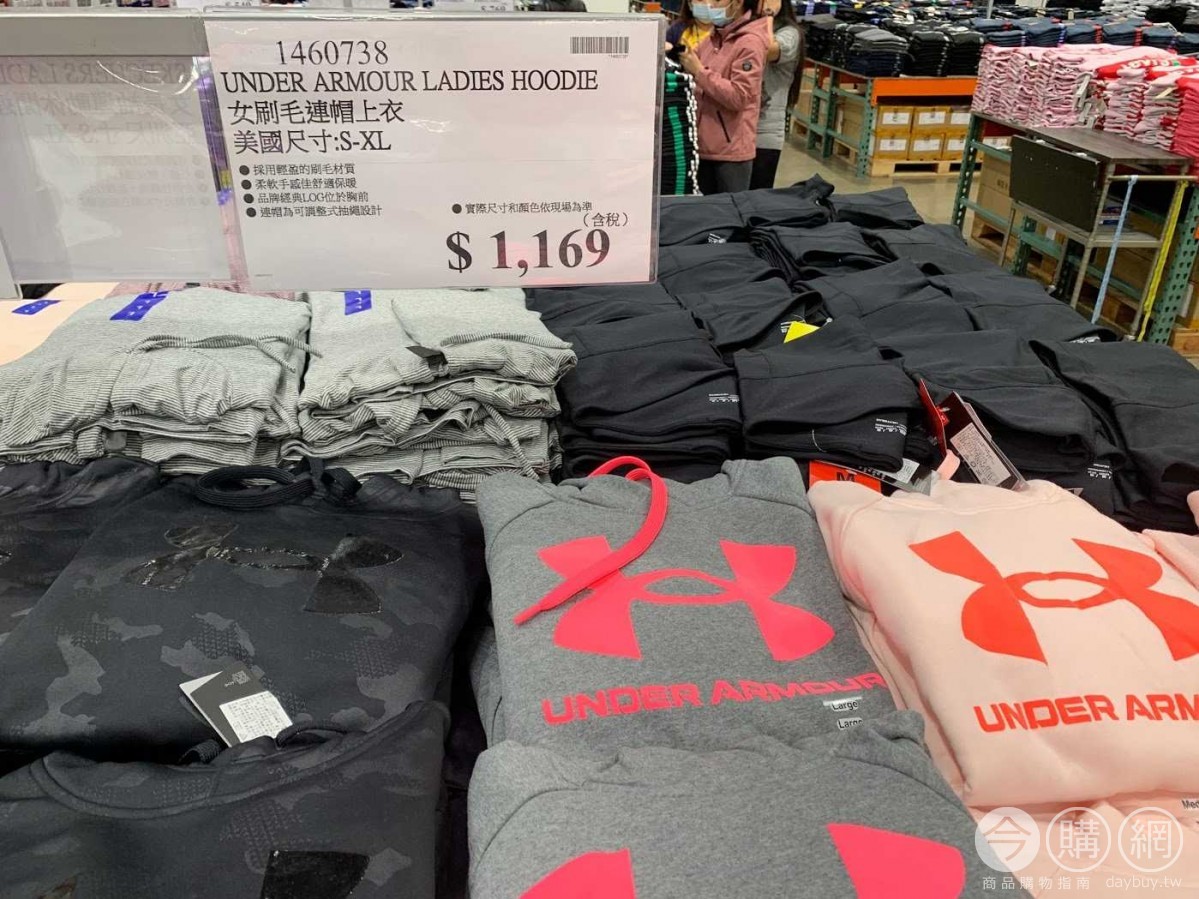 1460738
UNDER ARMOUR LADIES HOODIE
女刷毛連帽上衣
美國尺寸:S-XL
● 採用輕盈的刷毛材質
● 柔軟手感佳舒適保暖
● 品牌經典LOG位於胸前
● 連帽為可調整式抽繩設計
● 實際尺寸和顏色依現場為準
(含稅)
$ 1,169
M
UNDER ARMOUR
Large
Large
UNDER ARM
Med
今購網
商品購物指南 daybuy.tw